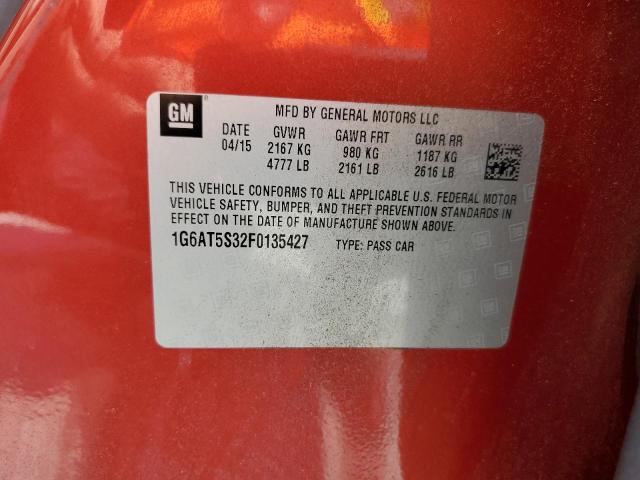 GM
MFD BY GENERAL MOTORS LLC
DATE GVWR GAWR FRT GAWR RR
04/15 2167 KG 980 KG 1187 KG
4777 LB 2161 LB 2616 LB
THIS VEHICLE CONFORMS TO ALL APPLICABLE U.S. FEDERAL MOTOR
VEHICLE SAFETY, BUMPER, AND THEFT PREVENTION STANDARDS IN
EFFECT ON THE DATE OF MANUFACTURE SHOWN ABOVE.
1G6AT5S32F0135427 TYPE: PASS CAR